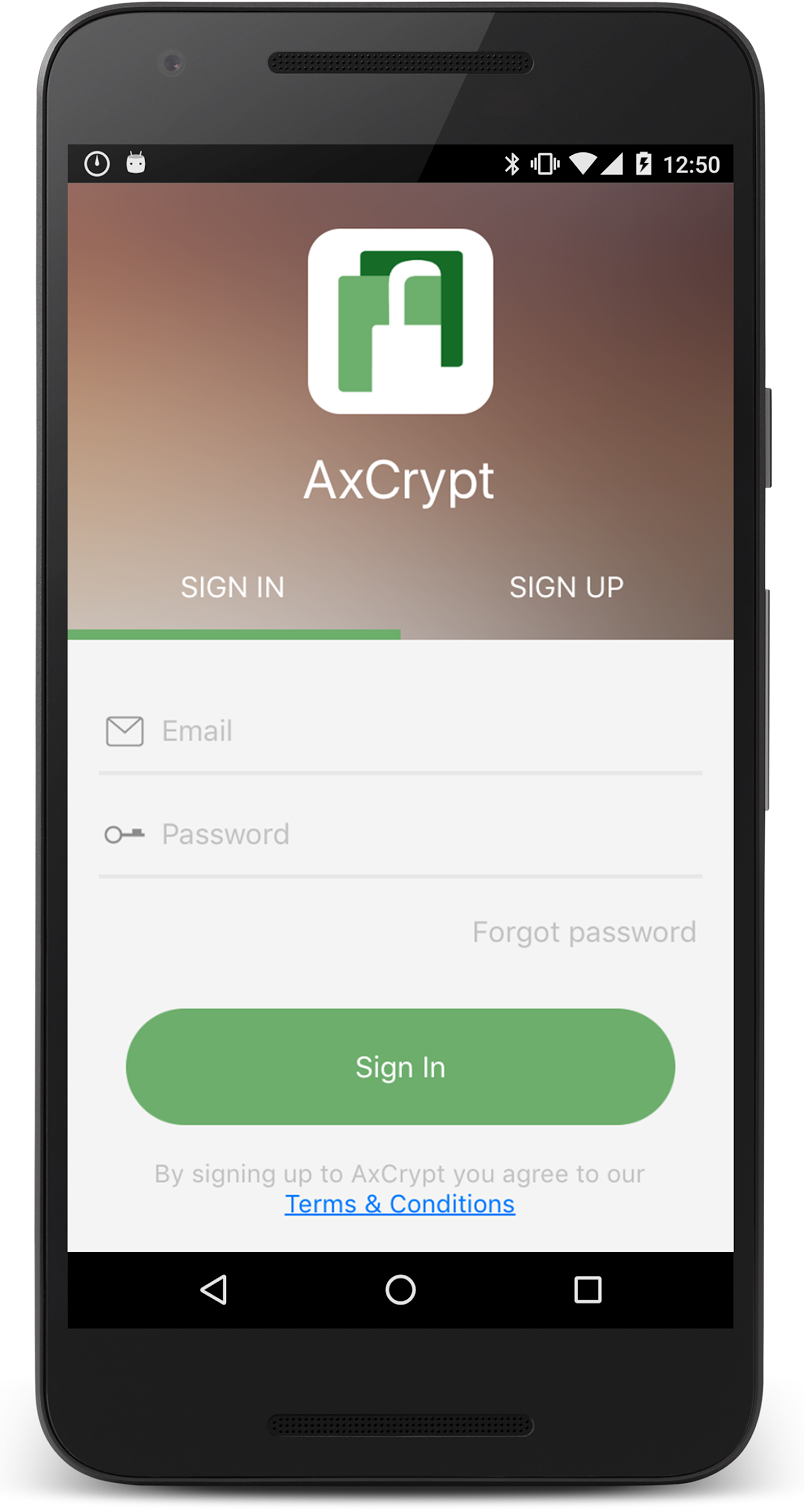 12:50
AxCrypt
SIGN IN
SIGN UP
Email
Password
Forgot password
Sign In
By signing up to AxCrypt you agree to our
Terms & Conditions